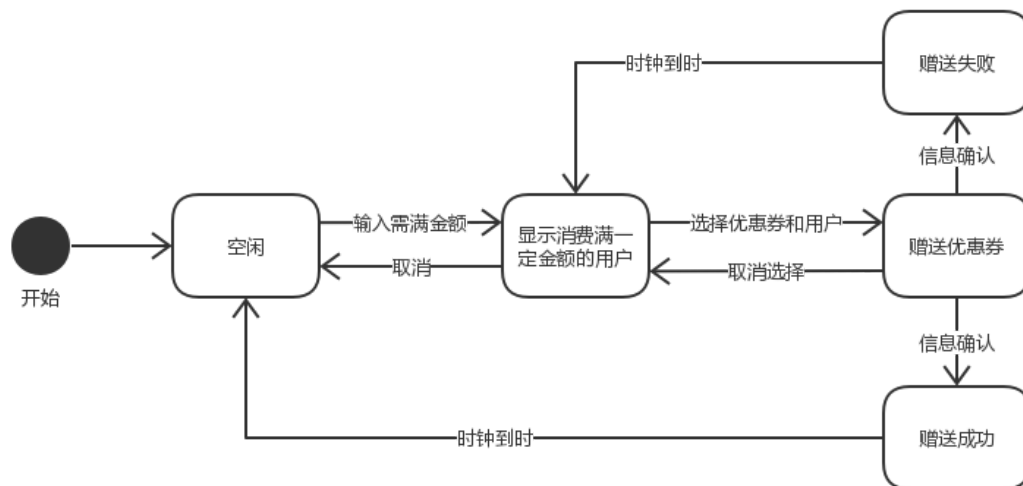 时钟到时
赠送失败
信息确认
输入需满金额
选择优惠券和用户
空闲
显示消费满一
定金额的用户
赠送优惠券
取消
取消选择
开始
信息确认
时钟到时
赠送成功